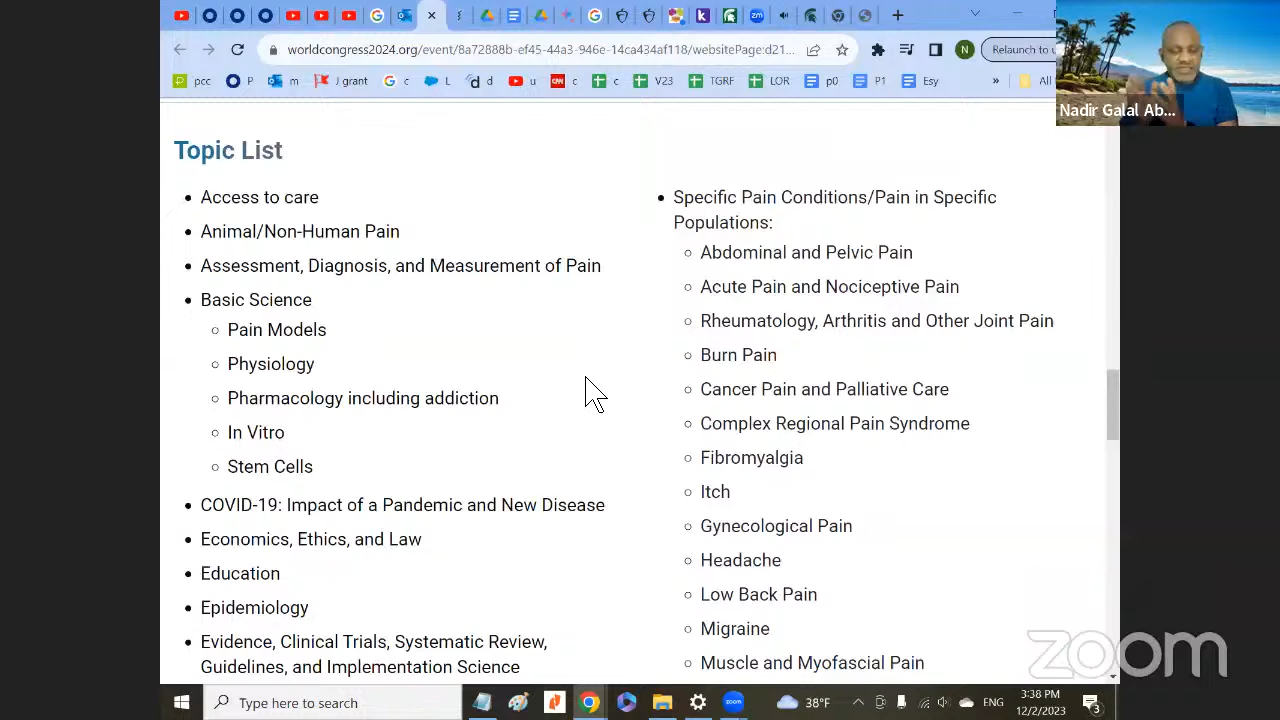 worldcongress2024.org/event/8a72888b-ef45-44a3-946e-14ca434af118/websitePage:d21...
N
Relaunch to u
pcc
P
m
J grant
c
L
d
u
CNN
c
c
V23
TGRF
LOR
p0
P1
Esy
»
All
Nadir Galal Ab...
Topic List
Access to care
Animal/Non-Human Pain
Assessment, Diagnosis, and Measurement of Pain
Basic Science
Pain Models
Physiology
Pharmacology including addiction
In Vitro
Stem Cells
COVID-19: Impact of a Pandemic and New Disease
Economics, Ethics, and Law
Education
Epidemiology
Evidence, Clinical Trials, Systematic Review,
Guidelines, and Implementation Science
Specific Pain Conditions/Pain in Specific
Populations:
Abdominal and Pelvic Pain
Acute Pain and Nociceptive Pain
Rheumatology, Arthritis and Other Joint Pain
Burn Pain
Cancer Pain and Palliative Care
Complex Regional Pain Syndrome
Fibromyalgia
Itch
Gynecological Pain
Headache
Low Back Pain
Migraine
Muscle and Myofascial Pain
zoom
Type here to search
zoom
38°F
ENG
3:38 PM
12/2/2023
3